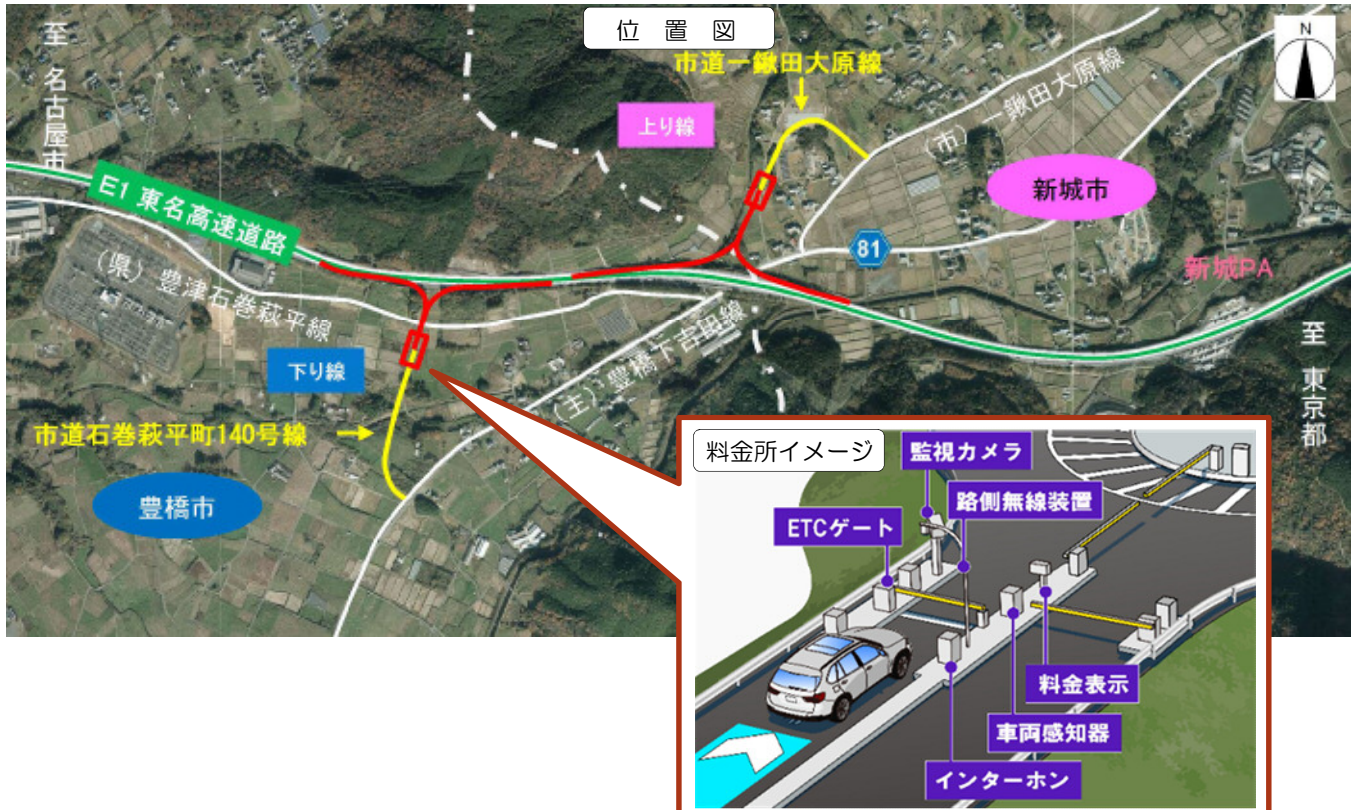 位置図
N
至 名古屋市
市道一鍬田大原線
上り線
(市)一鍬田大原線
新城市
E1 東名高速道路
81
新城PA
(県)豊津石巻萩平線
至 東京都
下り線
(主)豊橋下吉田線
市道石巻萩平町140号線
豊橋市
料金所イメージ
監視カメラ
路側無線装置
ETCゲート
料金表示
車両感知器
インターホン